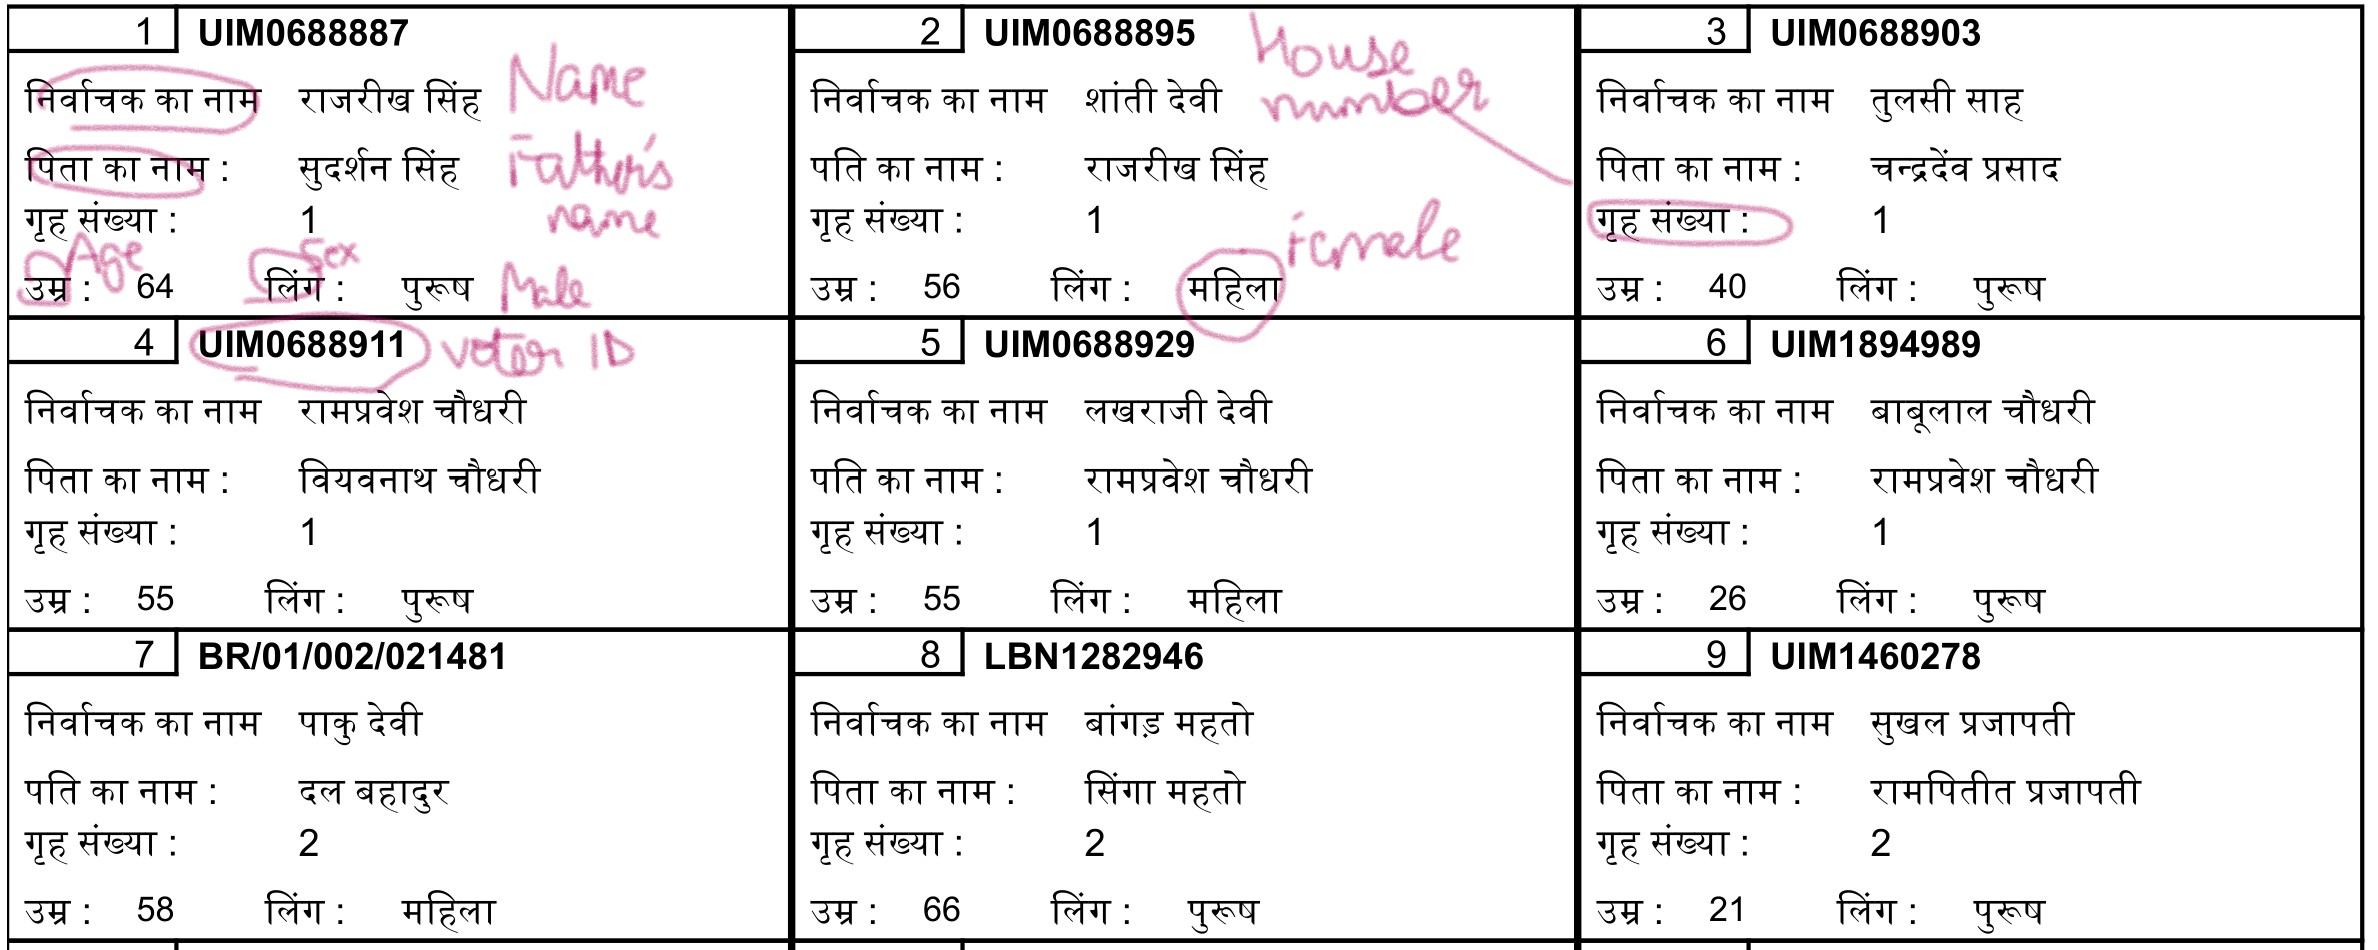 1 UIM0688887
निर्वाचक का नाम राजरीख सिंह Name
पिता का नाम : सुदर्शन सिंह Father's
गृह संख्या : 1 name
Age Sex
उम्र : 64 लिंग : पुरूष Male
2 UIM0688895 House
निर्वाचक का नाम शांती देवी number
पति का नाम : राजरीख सिंह
गृह संख्या : 1 Female
उम्र : 56 लिंग : महिला
3 UIM0688903
निर्वाचक का नाम तुलसी साह
पिता का नाम : चन्द्रदेंव प्रसाद
गृह संख्या : 1
उम्र : 40 लिंग : पुरूष
4 UIM0688911 voter ID
निर्वाचक का नाम रामप्रवेश चौधरी
पिता का नाम : वियवनाथ चौधरी
गृह संख्या : 1
उम्र : 55 लिंग : पुरूष
5 UIM0688929
निर्वाचक का नाम लखराजी देवी
पति का नाम : रामप्रवेश चौधरी
गृह संख्या : 1
उम्र : 55 लिंग : महिला
6 UIM1894989
निर्वाचक का नाम बाबूलाल चौधरी
पिता का नाम : रामप्रवेश चौधरी
गृह संख्या : 1
उम्र : 26 लिंग : पुरूष
7 BR/01/002/021481
निर्वाचक का नाम पाकु देवी
पति का नाम : दल बहादुर
गृह संख्या : 2
उम्र : 58 लिंग : महिला
8 LBN1282946
निर्वाचक का नाम बांगड़ महतो
पिता का नाम : सिंगा महतो
गृह संख्या : 2
उम्र : 66 लिंग : पुरूष
9 UIM1460278
निर्वाचक का नाम सुखल प्रजापती
पिता का नाम : रामपितीत प्रजापती
गृह संख्या : 2
उम्र : 21 लिंग : पुरूष